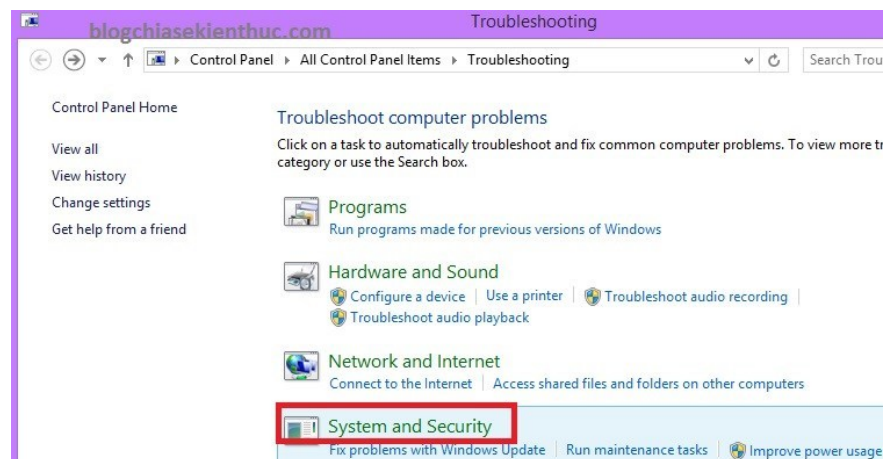 Troubleshooting
blogchiasekienthuc.com
Control Panel All Control Panel Items Troubleshooting
Search Trou
Control Panel Home
View all
View history
Change settings
Get help from a friend
Troubleshoot computer problems
Click on a task to automatically troubleshoot and fix common computer problems. To view more tr
category or use the Search box.
Programs
Run programs made for previous versions of Windows
Hardware and Sound
Configure a device Use a printer Troubleshoot audio recording
Troubleshoot audio playback
Network and Internet
Connect to the Internet Access shared files and folders on other computers
System and Security
Fix problems with Windows Update Run maintenance tasks Improve power usage